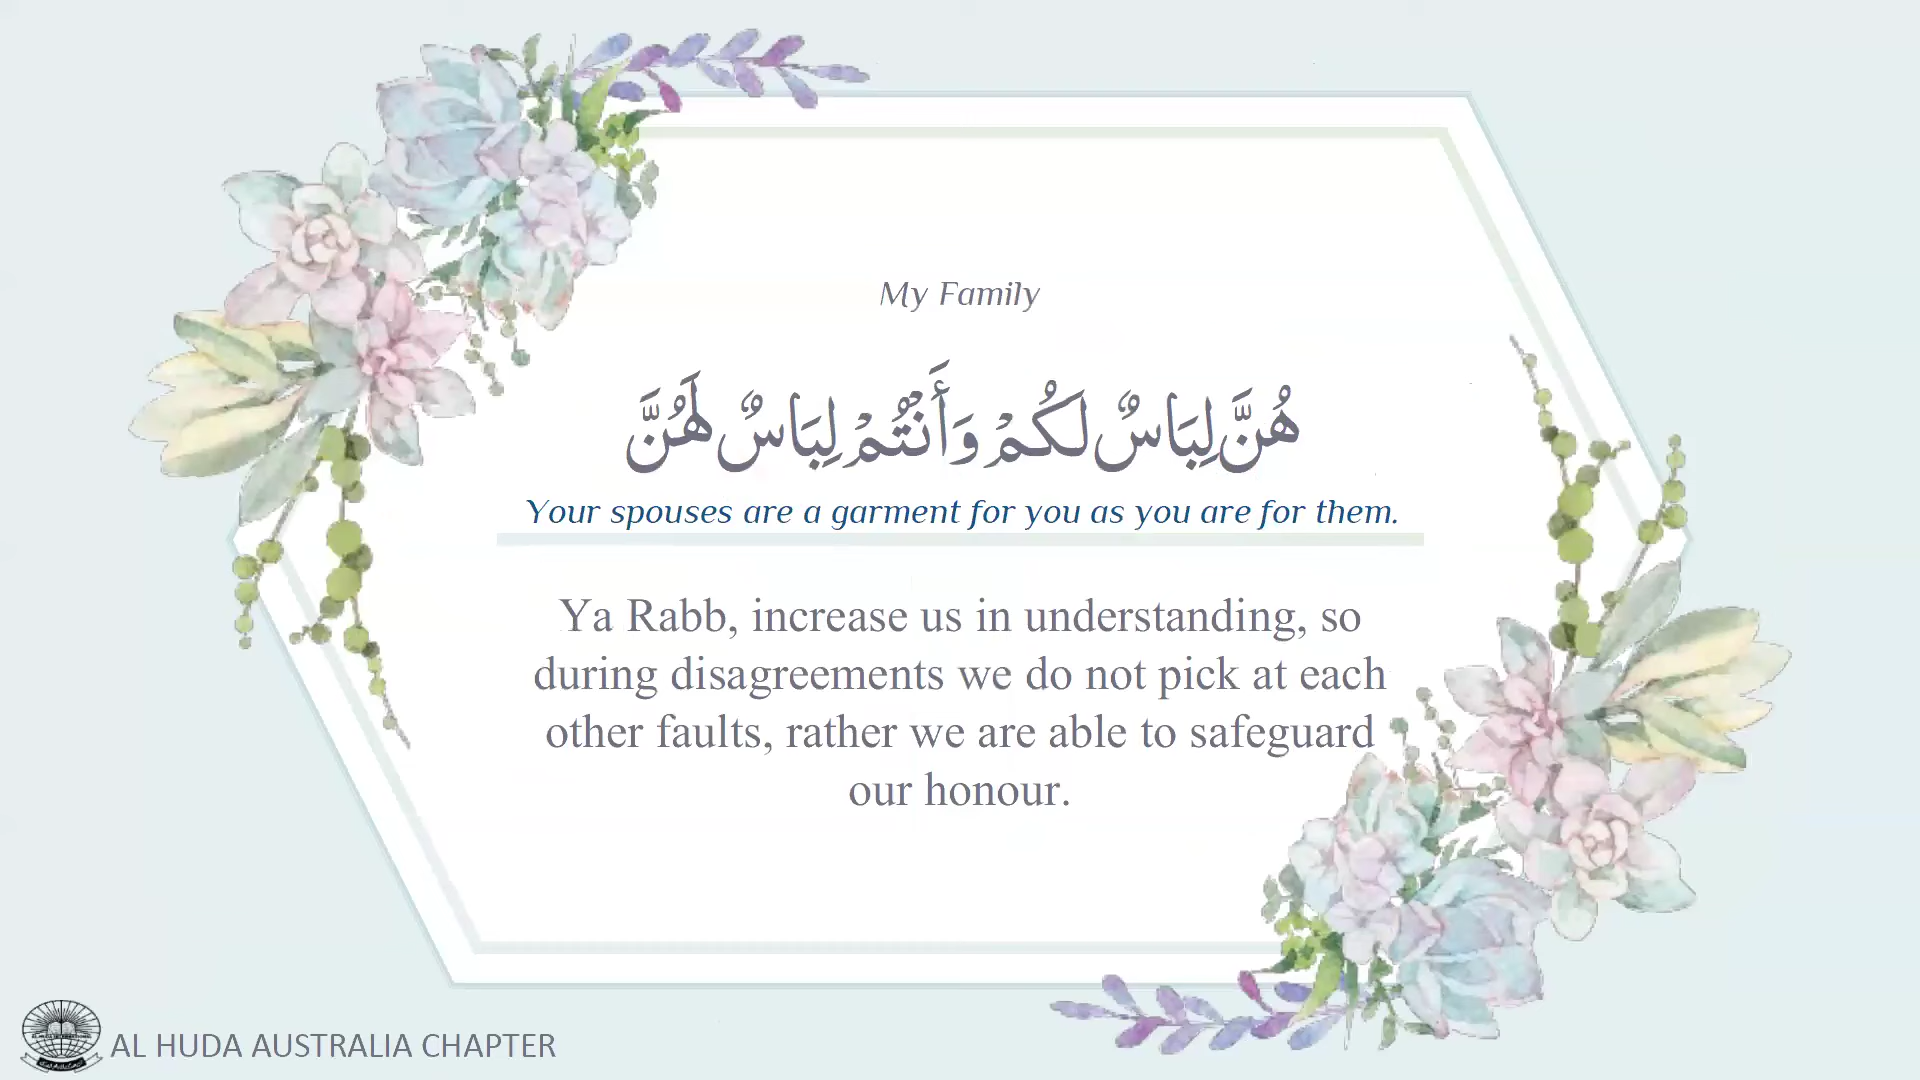 My Family
هُنَّ لِبَاسٌ لَكُمْ وَأَنْتُمْ لِبَاسٌ لَهُنَّ
Your spouses are a garment for you as you are for them.
Ya Rabb, increase us in understanding, so
during disagreements we do not pick at each
other faults, rather we are able to safeguard
our honour.
AL HUDA AUSTRALIA CHAPTER